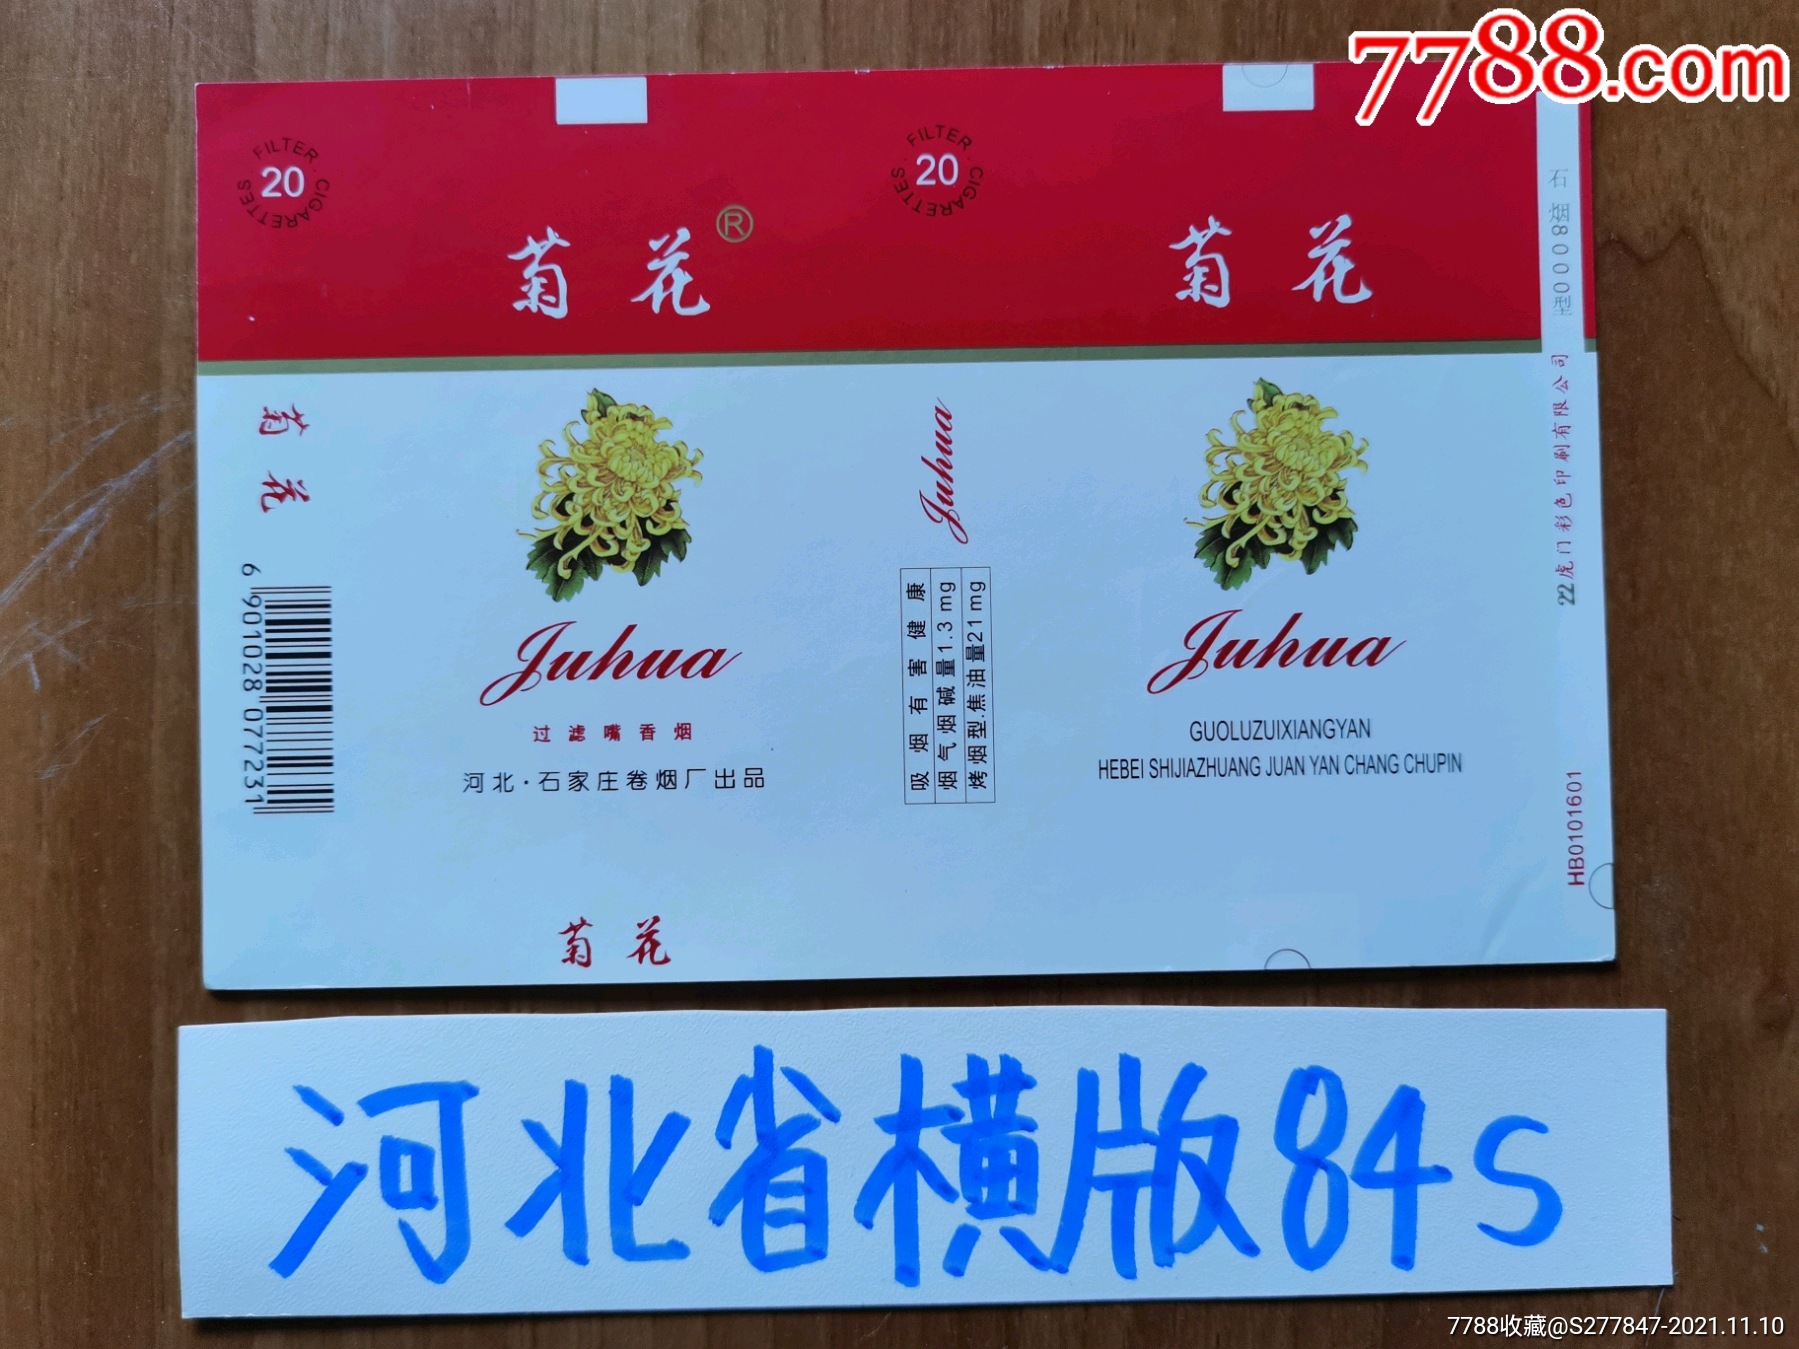 7788.com
FILTER · CIGARETTES ·
20
FILTER · CIGARETTES ·
20
菊花®
菊花
石烟80000型
菊花
Juhua
过滤嘴香烟
河北·石家庄卷烟厂出品
菊花
6 901028 077231
Juhua
吸烟有害健康
烟气烟碱量1.3mg
烤烟型.焦油量21mg
Juhua
GUOLUZUIXIANGYAN
HEBEI SHIJIAZHUANG JUAN YAN CHANG CHUPIN
22虎门彩色印刷有限公司
HB0101601
河北省横版84S
7788收藏@S277847-2021.11.10